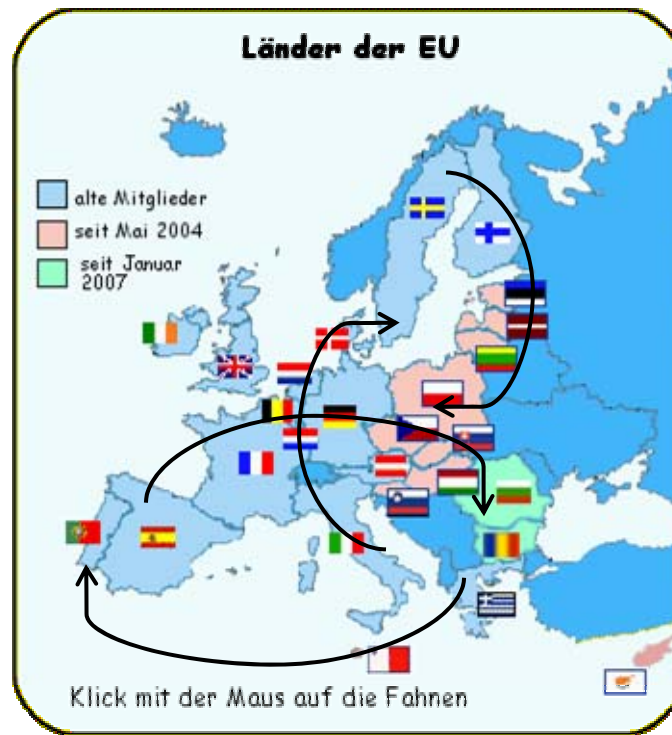 Länder der EU
alte Mitglieder
seit Mai 2004
seit Januar
2007
Klick mit der Maus auf die Fahnen